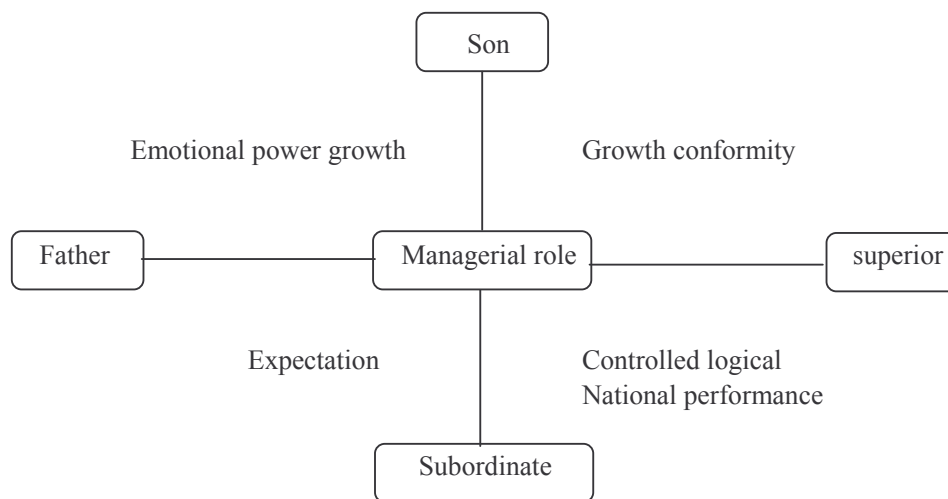 Son
Emotional power growth
Growth conformity
Father
Managerial role
superior
Expectation
Controlled logical
National performance
Subordinate